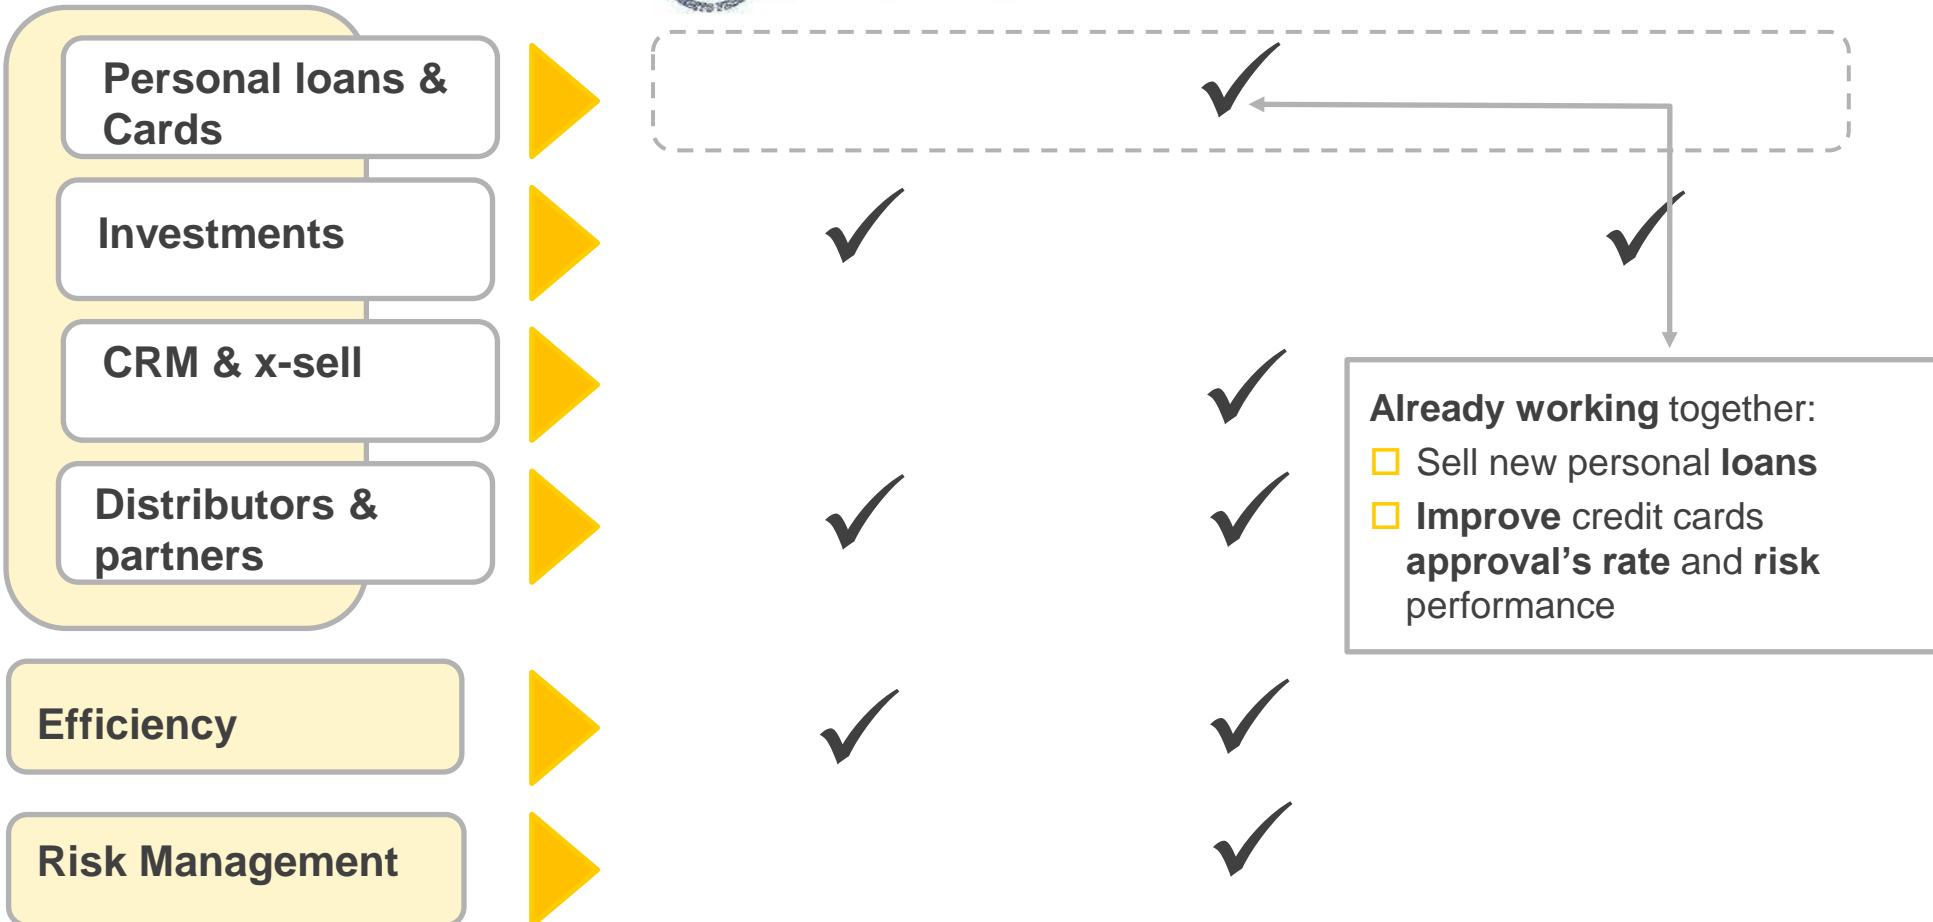 Personal loans &
Cards
Investments
CRM & x-sell
Distributors &
partners
Already working together:
Sell new personal loans
Improve credit cards
approval’s rate and risk
performance
Efficiency
Risk Management